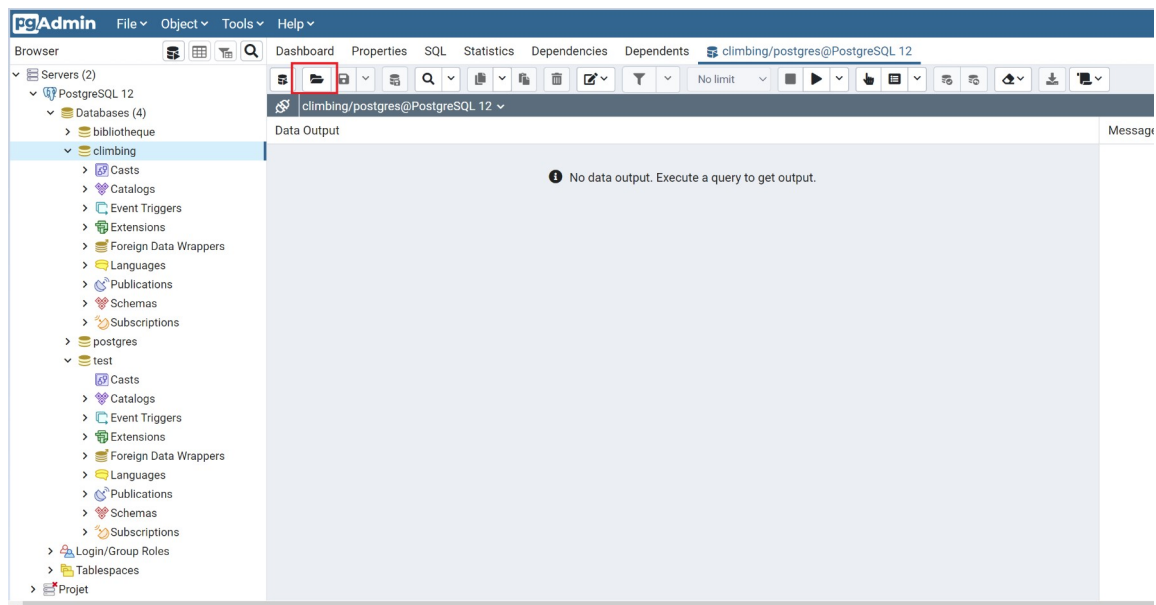 pgAdmin File Object Tools Help
Browser Dashboard Properties SQL Statistics Dependencies Dependents climbing/postgres@PostgreSQL 12
Servers (2)
No limit
PostgreSQL 12
climbing/postgres@PostgreSQL 12
Databases (4)
Data Output Message
bibliotheque
climbing
Casts
No data output. Execute a query to get output.
Catalogs
Event Triggers
Extensions
Foreign Data Wrappers
Languages
Publications
Schemas
Subscriptions
postgres
test
Casts
Catalogs
Event Triggers
Extensions
Foreign Data Wrappers
Languages
Publications
Schemas
Subscriptions
Login/Group Roles
Tablespaces
Projet